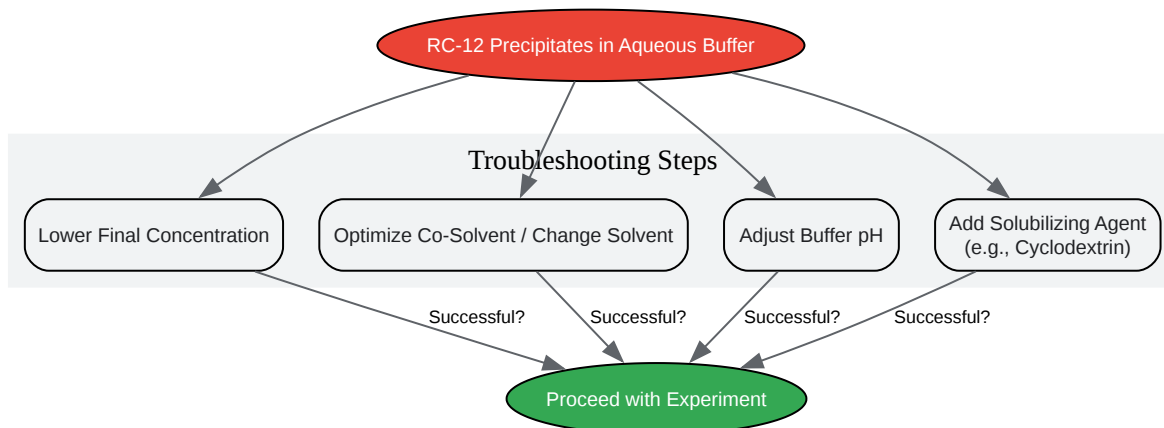 RC-12 Precipitates in Aqueous Buffer
Troubleshooting Steps
Lower Final Concentration
Optimize Co-Solvent / Change Solvent
Adjust Buffer pH
Add Solubilizing Agent
(e.g., Cyclodextrin)
Successful?
Successful?
Successful?
Successful?
Proceed with Experiment